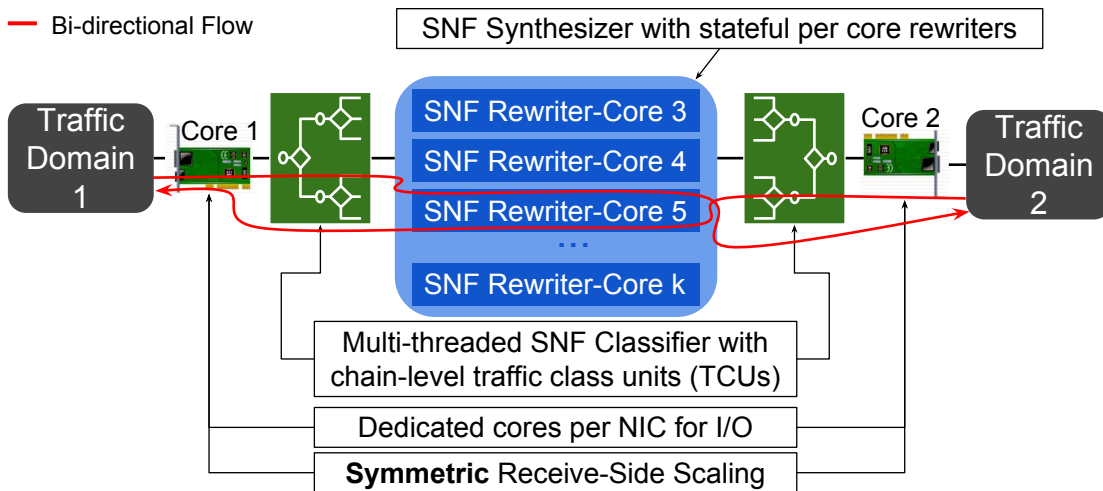 Bi-directional Flow
SNF Synthesizer with stateful per core rewriters
Traffic
Domain
1
Core 1
SNF Rewriter-Core 3
SNF Rewriter-Core 4
SNF Rewriter-Core 5
...
SNF Rewriter-Core k
Core 2
Traffic
Domain
2
Multi-threaded SNF Classifier with
chain-level traffic class units (TCUs)
Dedicated cores per NIC for I/O
Symmetric Receive-Side Scaling